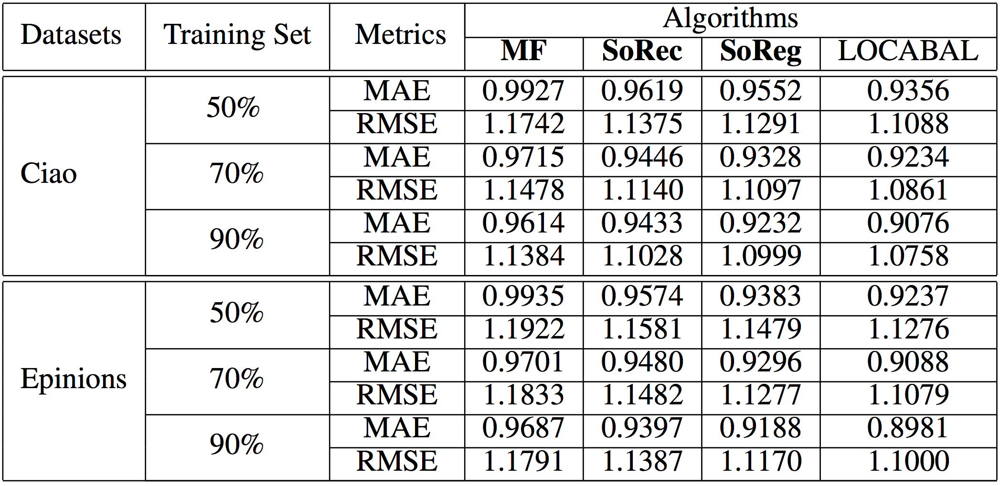 Datasets Training Set Metrics Algorithms
MF SoRec SoReg LOCABAL
Ciao 50% MAE 0.9927 0.9619 0.9552 0.9356
RMSE 1.1742 1.1375 1.1291 1.1088
70% MAE 0.9715 0.9446 0.9328 0.9234
RMSE 1.1478 1.1140 1.1097 1.0861
90% MAE 0.9614 0.9433 0.9232 0.9076
RMSE 1.1384 1.1028 1.0999 1.0758
Epinions 50% MAE 0.9935 0.9574 0.9383 0.9237
RMSE 1.1922 1.1581 1.1479 1.1276
70% MAE 0.9701 0.9480 0.9296 0.9088
RMSE 1.1833 1.1482 1.1277 1.1079
90% MAE 0.9687 0.9397 0.9188 0.8981
RMSE 1.1791 1.1387 1.1170 1.1000